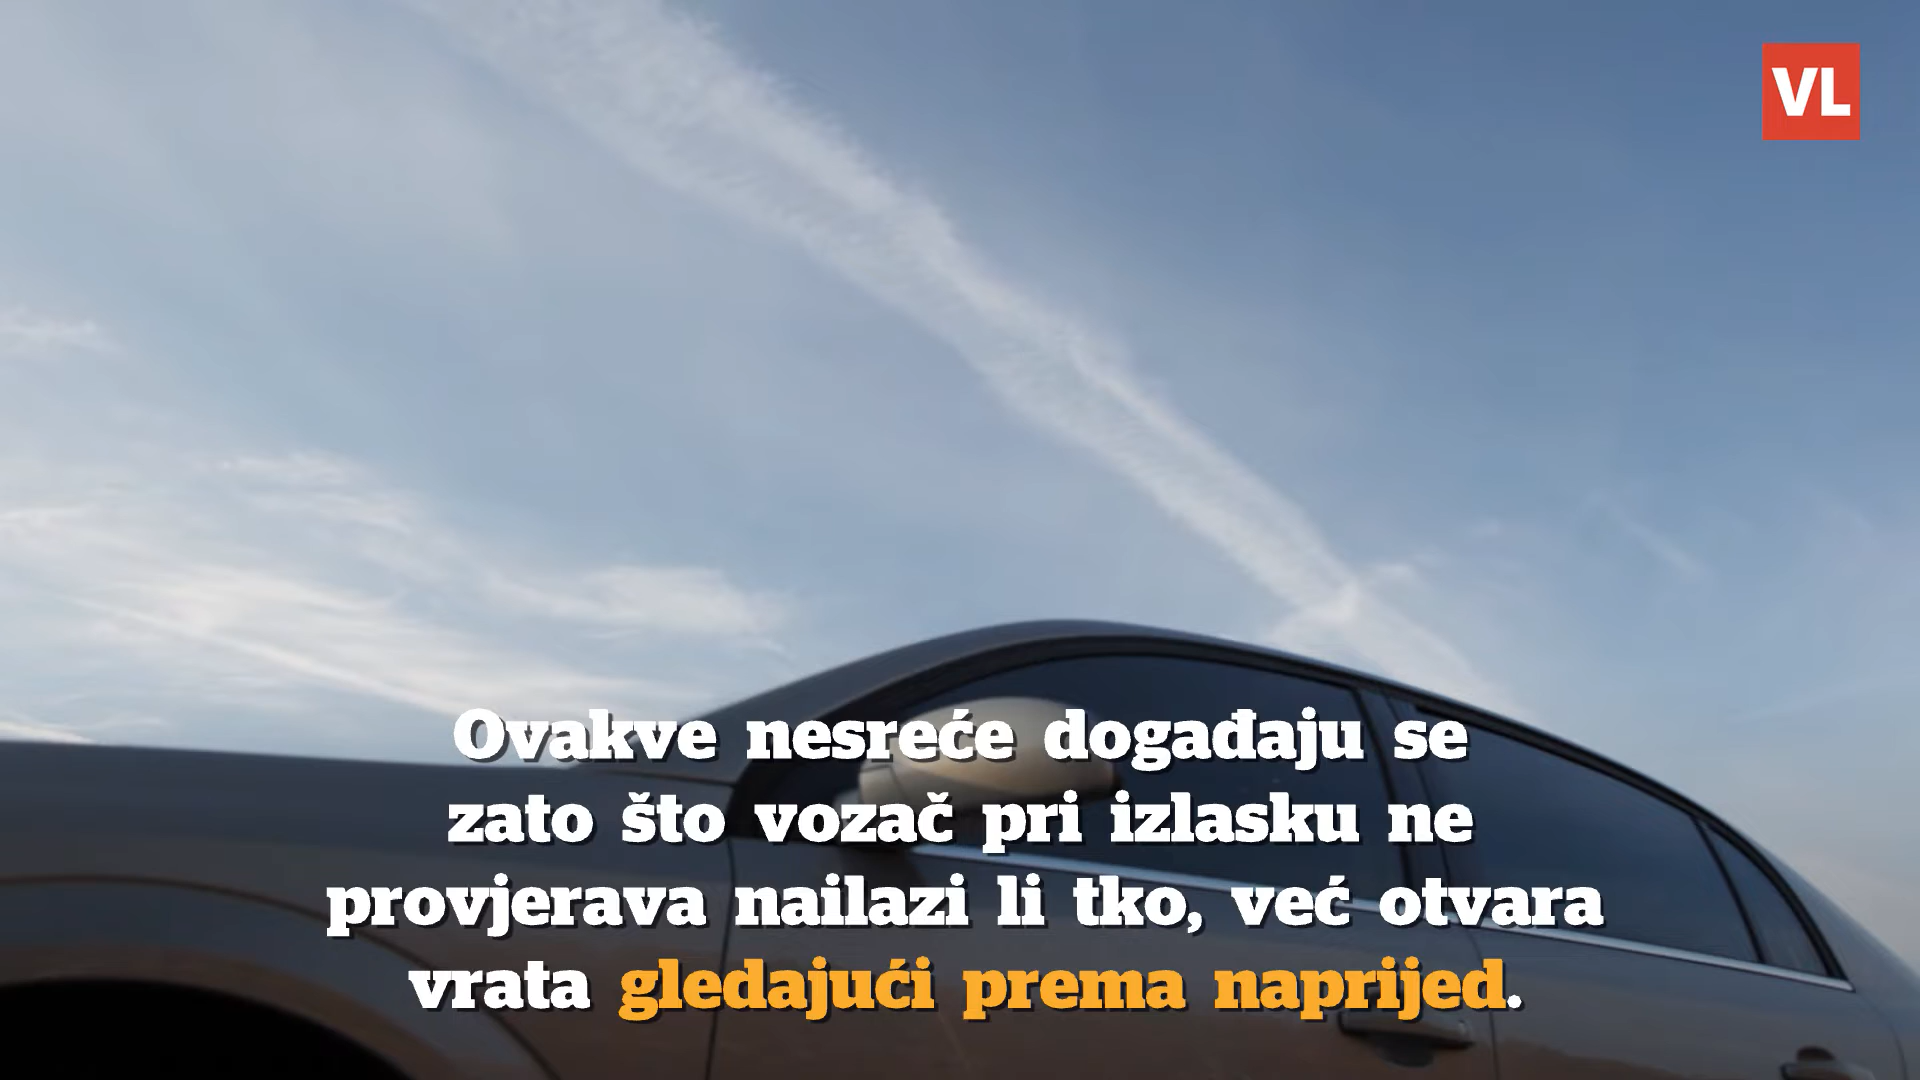 VL
Ovakve nesreće događaju se
zato što vozač pri izlasku ne
provjerava nailazi li tko, već otvara
vrata gledajući prema naprijed.